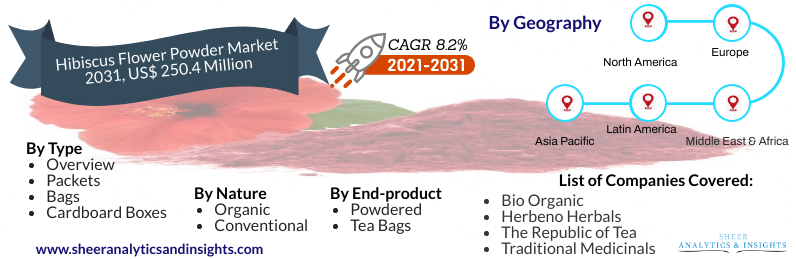 Hibiscus Flower Powder Market
2031, US$ 250.4 Million
CAGR 8.2%
2021-2031
By Geography
North America
Europe
Asia Pacific
Latin America
Middle East & Africa
By Type
• Overview
• Packets
• Bags
• Cardboard Boxes
By Nature
• Organic
• Conventional
By End-product
• Powdered
• Tea Bags
List of Companies Covered:
• Bio Organic
• Herbeno Herbals
• The Republic of Tea
• Traditional Medicinals
www.sheeranalyticsandinsights.com
SHEER
ANALYTICS & INSIGHTS